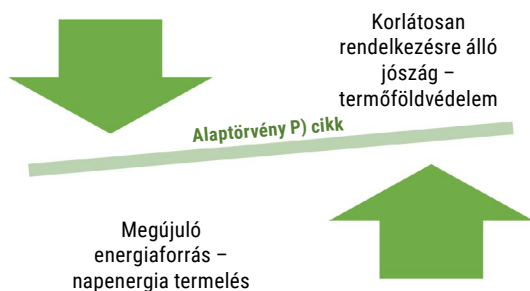 Korlátosan
rendelkezésre álló
jószág –
termőföldvédelem
Alaptörvény P) cikk
Megújuló
energiaforrás –
napenergia termelés